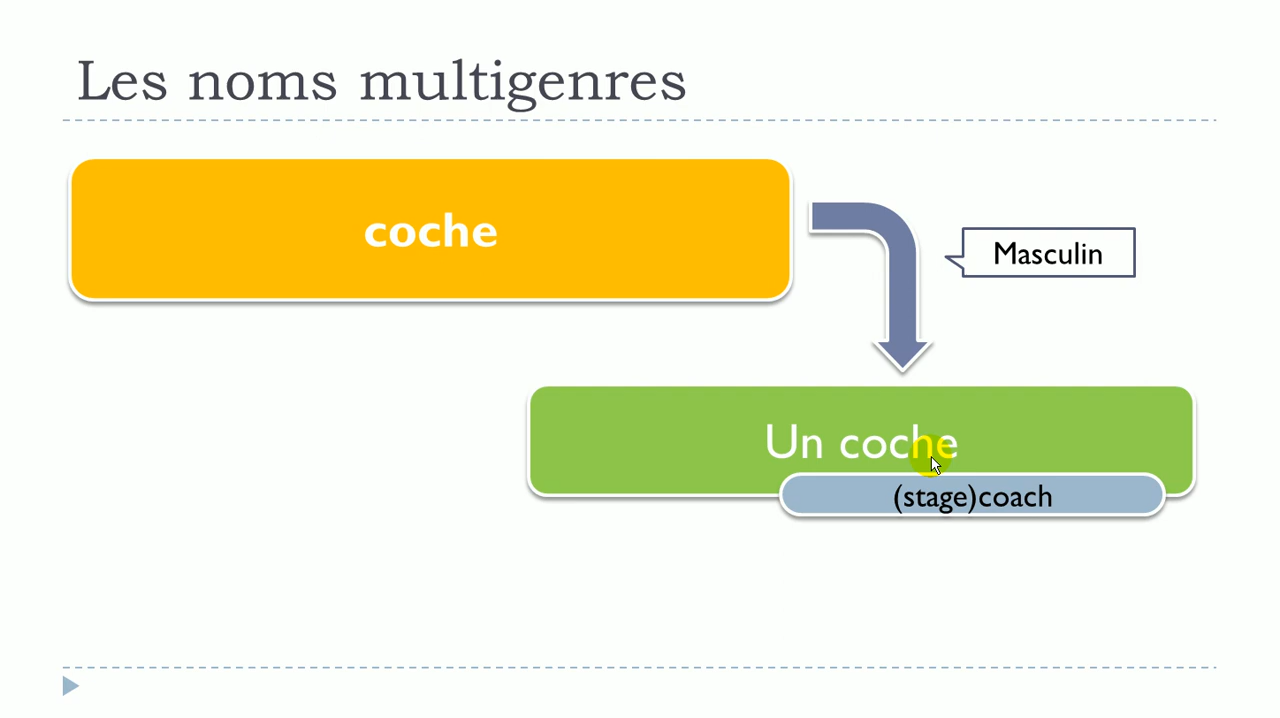 Les noms multigenres
coche
Masculin
Un coche
(stage)coach